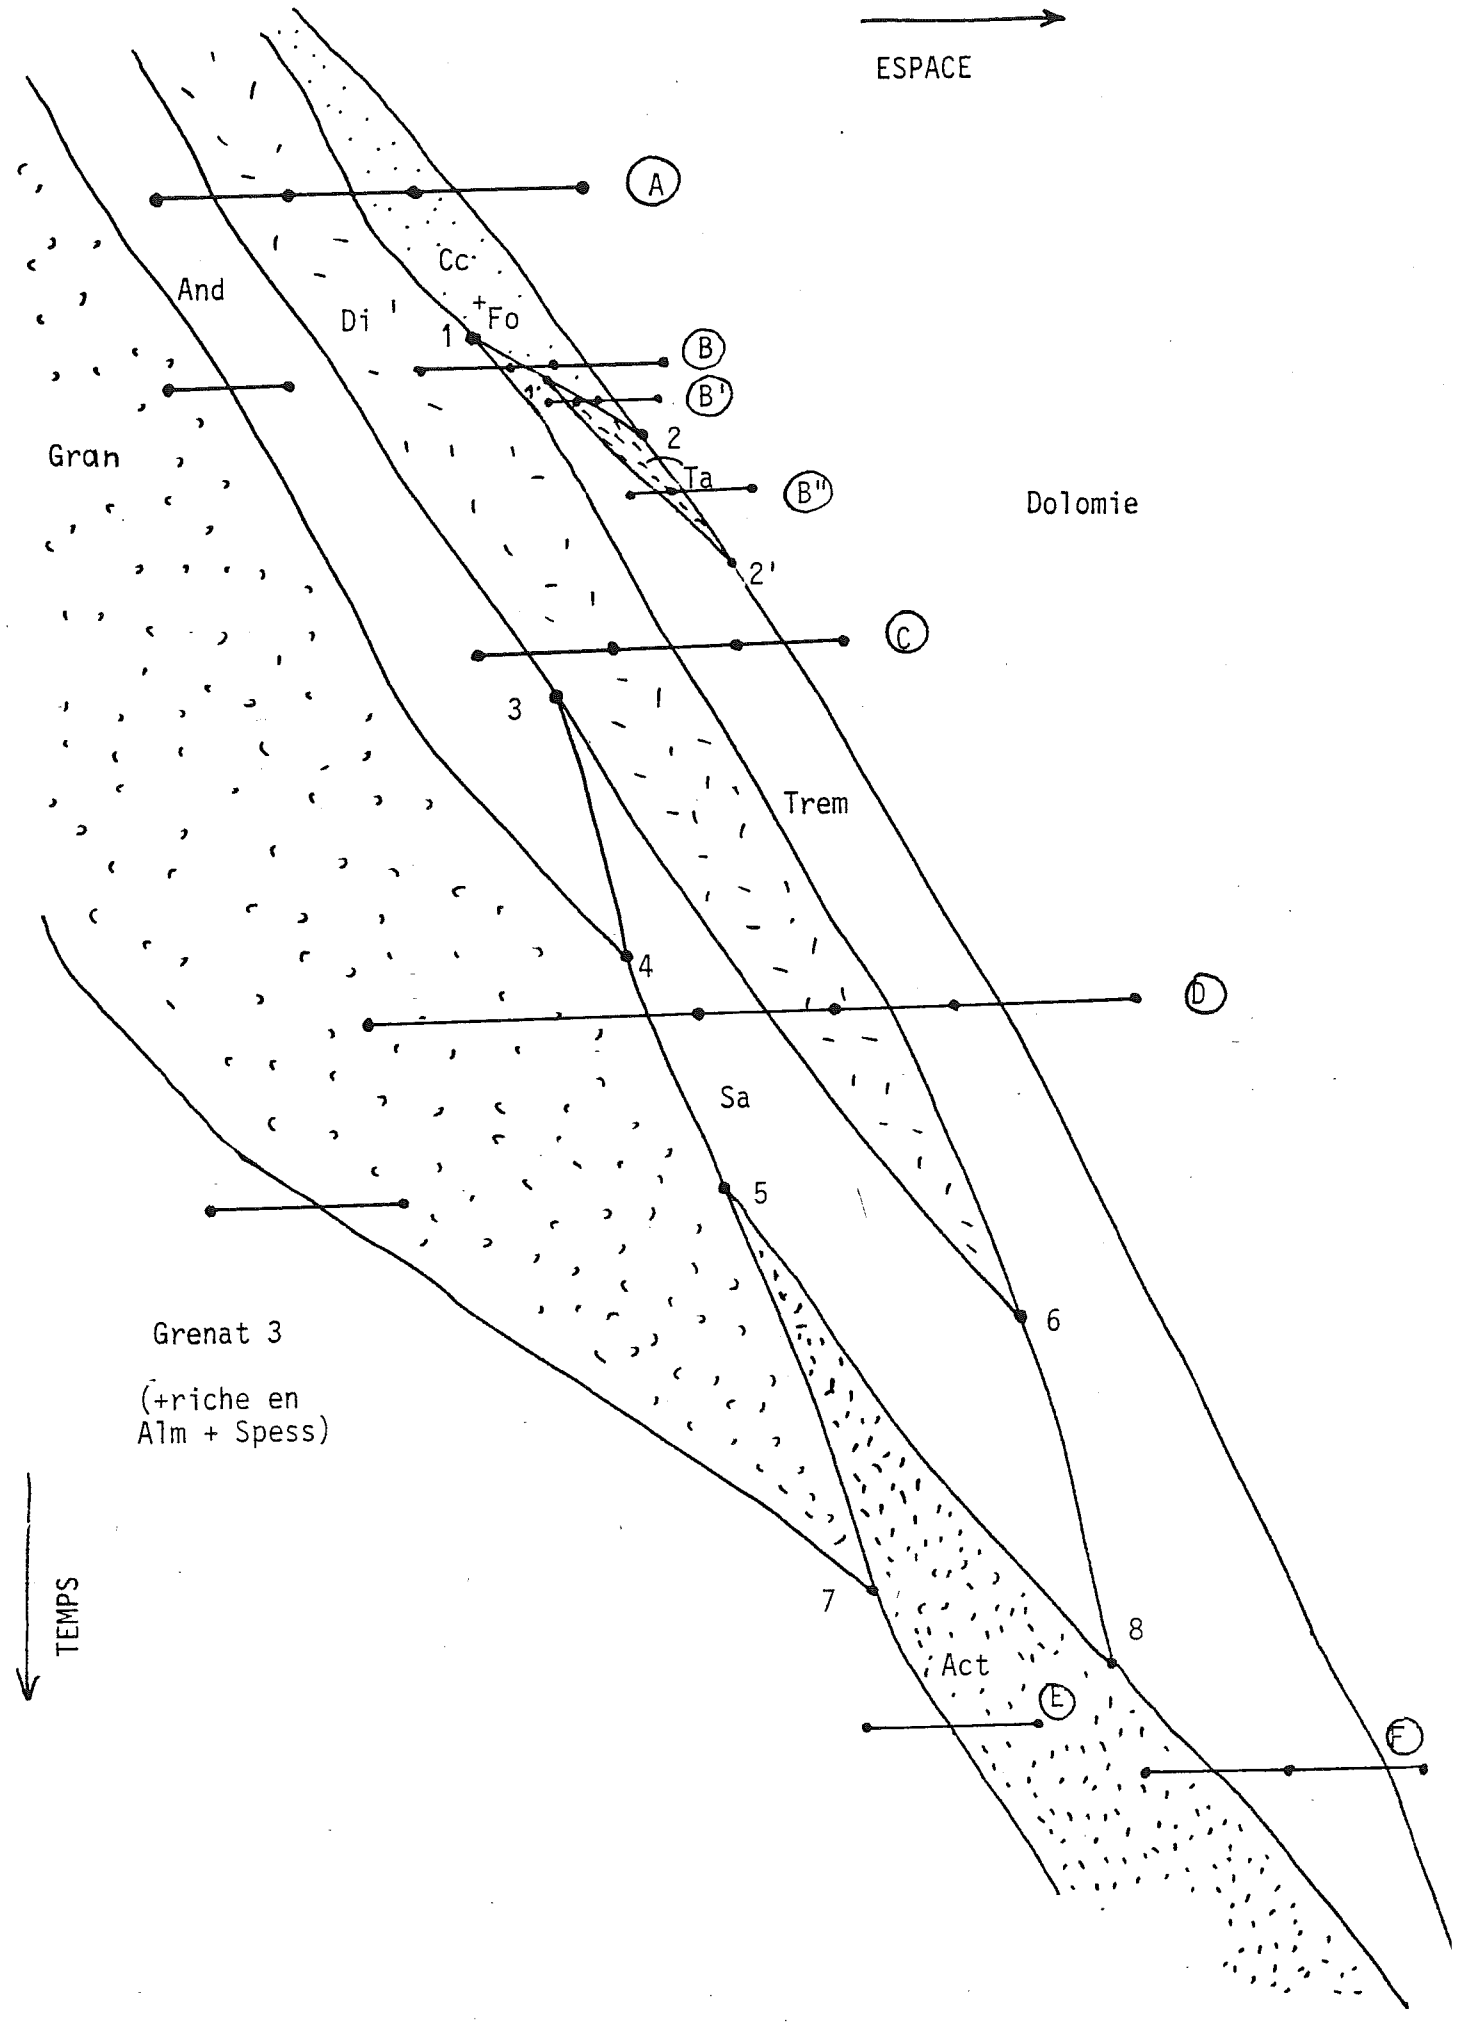 ESPACE
A
Cc
And
+Fo
Di
1
B
1'
B'
2
Gran
Ta
B"
Dolomie
2'
C
3
Trem
4
D
Sa
5
6
Grenat 3
(+riche en
Alm + Spess)
TEMPS
7
8
Act
E
F